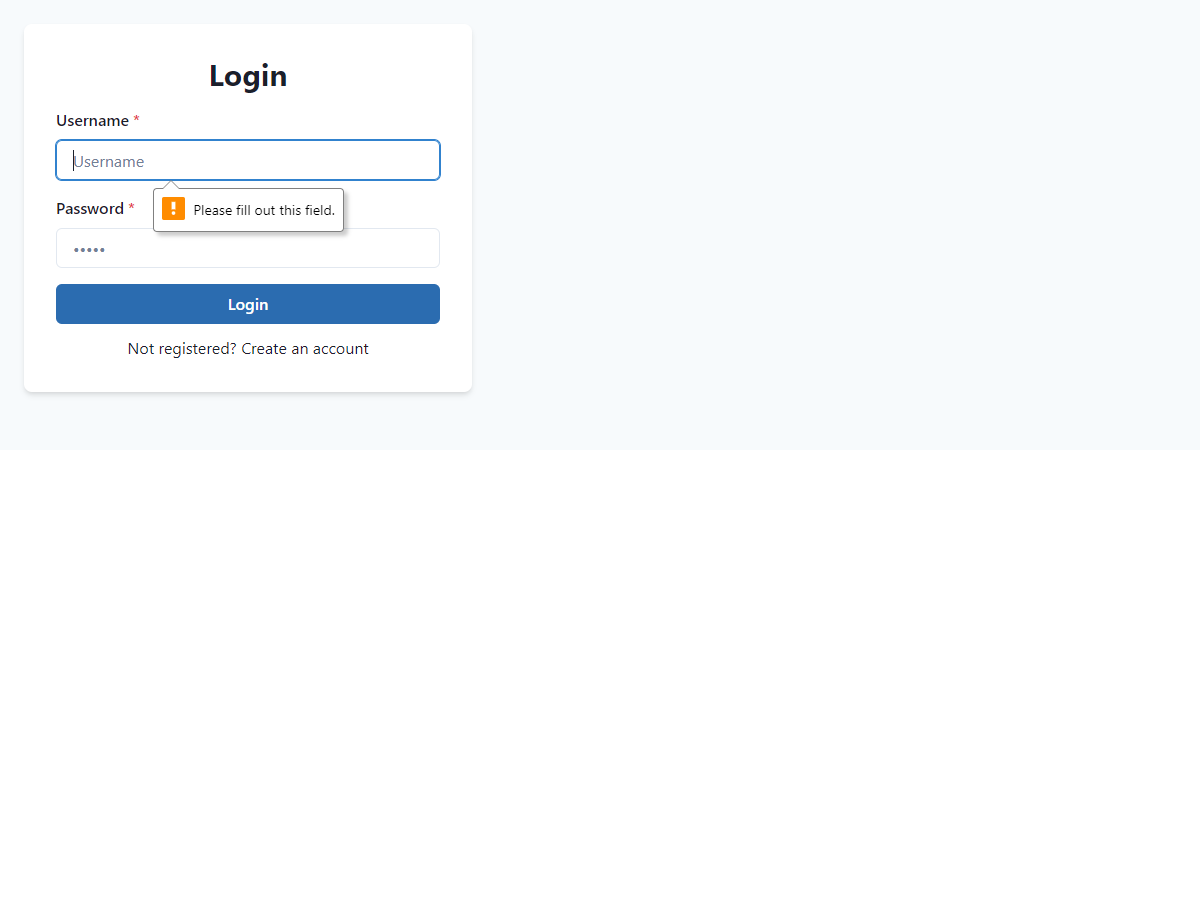 Login
Username *
Username
Please fill out this field.
Password *
•••••
Login
Not registered? Create an account